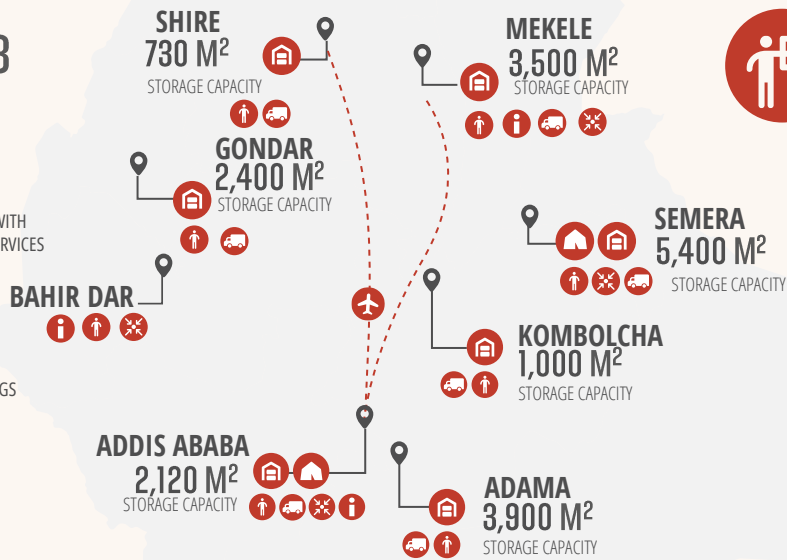 SHIRE
730 M²
STORAGE CAPACITY
MEKELE
3,500 M²
STORAGE CAPACITY
GONDAR
2,400 M²
STORAGE CAPACITY
WITH
SEMERA
5,400 M²
STORAGE CAPACITY
BAHIR DAR
KOMBOLCHA
1,000 M²
STORAGE CAPACITY
ADDIS ABABA
2,120 M²
STORAGE CAPACITY
ADAMA
3,900 M²
STORAGE CAPACITY